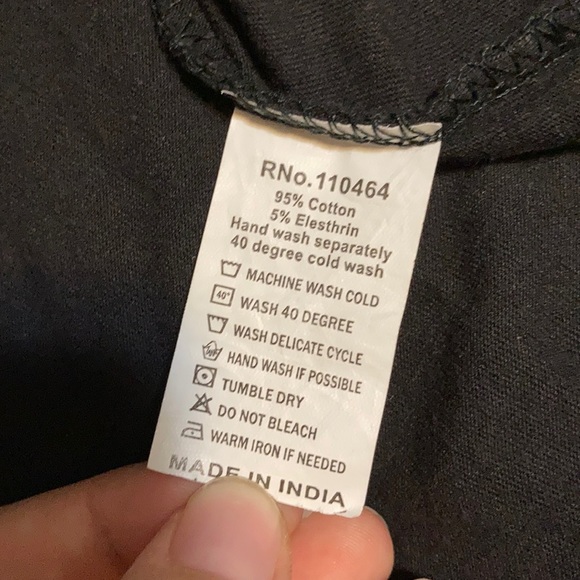 RNo.110464
95% Cotton
5% Elesthrin
Hand wash separately
40 degree cold wash
MACHINE WASH COLD
40° WASH 40 DEGREE
WASH DELICATE CYCLE
HAND WASH IF POSSIBLE
TUMBLE DRY
DO NOT BLEACH
WARM IRON IF NEEDED
MADE IN INDIA